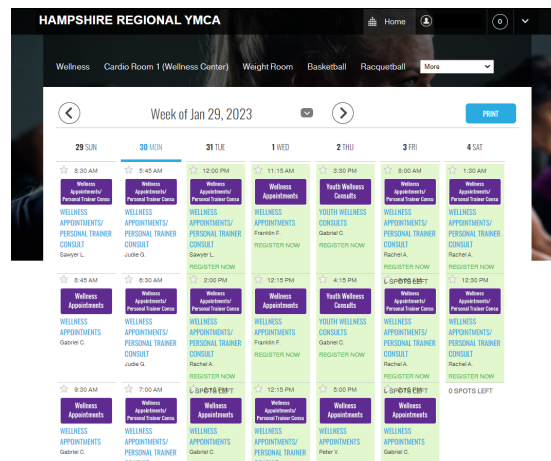 HAMPSHIRE REGIONAL YMCA
Home
0
Wellness Cardio Room 1 (Wellness Center) Weight Room Basketball Racquetball More
Week of Jan 29, 2023
PRINT
29 SUN 30 MON 31 TUE 1 WED 2 THU 3 FRI 4 SAT
8:30 AM
Wellness
Appointments/
Personal Trainer Consu
WELLNESS
APPOINTMENTS/
PERSONAL TRAINER
CONSULT
Sawyer L.
8:45 AM
Wellness
Appointments
WELLNESS
APPOINTMENTS
Gabriel C.
9:30 AM
Wellness
Appointments
WELLNESS
APPOINTMENTS
Gabriel C.
5:45 AM
Wellness
Appointments/
Personal Trainer Consu
WELLNESS
APPOINTMENTS/
PERSONAL TRAINER
CONSULT
Judie G.
6:30 AM
Wellness
Appointments/
Personal Trainer Consu
WELLNESS
APPOINTMENTS/
PERSONAL TRAINER
CONSULT
Judie G.
7:00 AM
Wellness
Appointments/
Personal Trainer Consu
WELLNESS
APPOINTMENTS/
PERSONAL TRAINER
12:00 PM
Wellness
Appointments/
Personal Trainer Consu
WELLNESS
APPOINTMENTS/
PERSONAL TRAINER
CONSULT
Sawyer L.
REGISTER NOW
2:00 PM
Wellness
Appointments/
Personal Trainer Consu
WELLNESS
APPOINTMENTS/
PERSONAL TRAINER
CONSULT
Rachel A.
REGISTER NOW
SPOTS LEFT
Wellness
Appointments
WELLNESS
APPOINTMENTS
Gabriel C.
11:15 AM
Wellness
Appointments
WELLNESS
APPOINTMENTS
Franklin F.
REGISTER NOW
12:15 PM
Wellness
Appointments
WELLNESS
APPOINTMENTS
Franklin F.
REGISTER NOW
12:15 PM
Wellness
Appointments/
Personal Trainer Consu
WELLNESS
APPOINTMENTS/
PERSONAL TRAINER
3:30 PM
Youth Wellness
Consults
YOUTH WELLNESS
CONSULTS
Gabriel C.
REGISTER NOW
4:15 PM
Youth Wellness
Consults
YOUTH WELLNESS
CONSULTS
Gabriel C.
REGISTER NOW
5:00 PM
Wellness
Appointments
WELLNESS
APPOINTMENTS
Peter V.
6:00 AM
Wellness
Appointments/
Personal Trainer Consu
WELLNESS
APPOINTMENTS/
PERSONAL TRAINER
CONSULT
Rachel A.
REGISTER NOW
SPOTS LEFT
Wellness
Appointments/
Personal Trainer Consu
WELLNESS
APPOINTMENTS/
PERSONAL TRAINER
CONSULT
Rachel A.
REGISTER NOW
SPOTS LEFT
Wellness
Appointments
WELLNESS
APPOINTMENTS
Gabriel C.
1:30 AM
Wellness
Appointments/
Personal Trainer Consu
WELLNESS
APPOINTMENTS/
PERSONAL TRAINER
CONSULT
Rachel A.
REGISTER NOW
12:30 PM
Wellness
Appointments/
Personal Trainer Consu
WELLNESS
APPOINTMENTS/
PERSONAL TRAINER
CONSULT
Rachel A.
REGISTER NOW
0 SPOTS LEFT